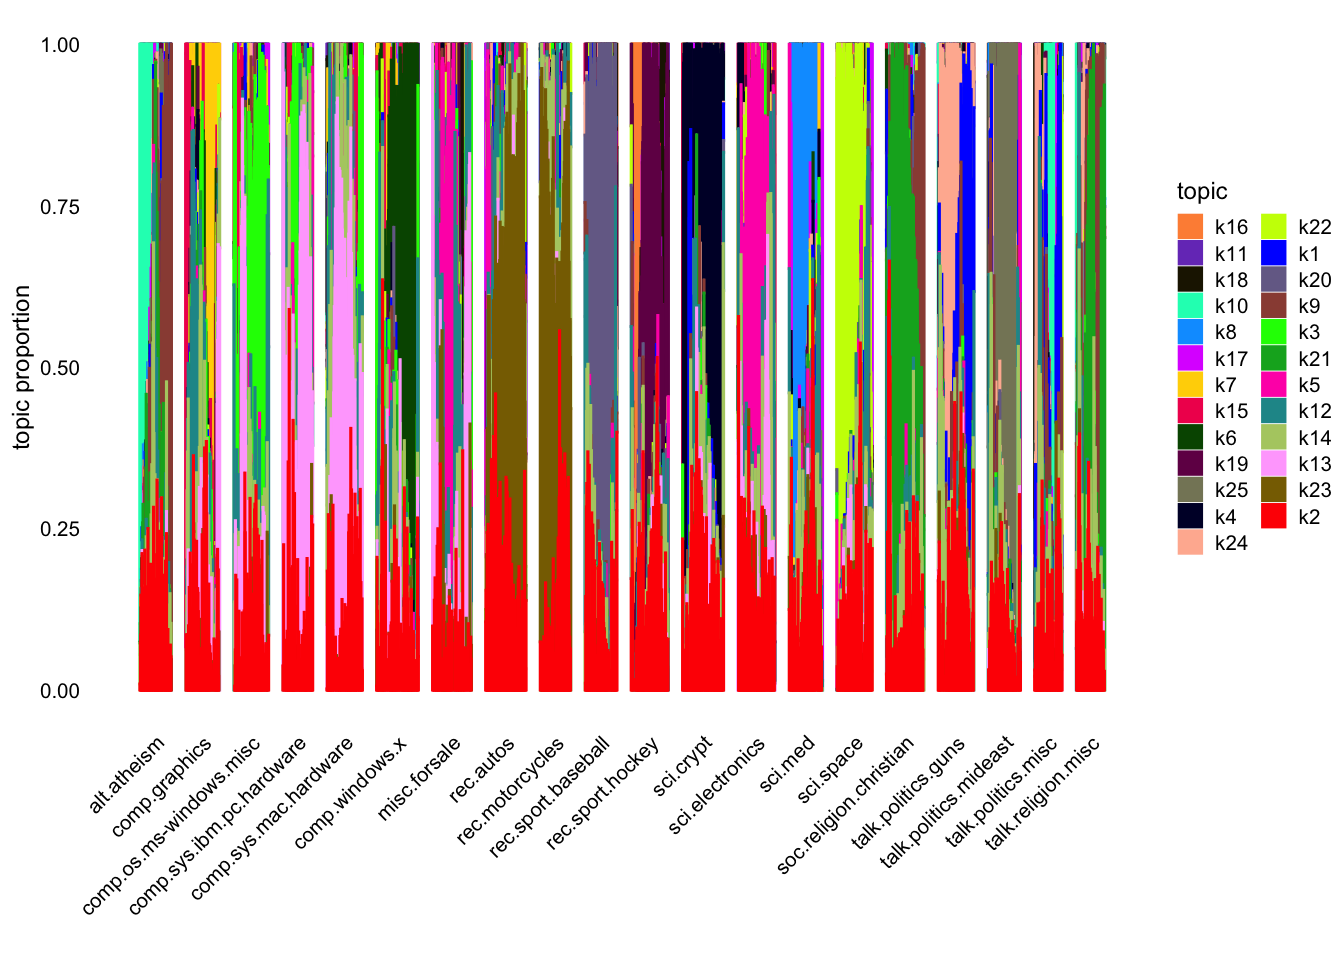 1.00
0.75
0.50
0.25
0.00
topic proportion
alt.atheism
comp.graphics
comp.os.ms-windows.misc
comp.sys.ibm.pc.hardware
comp.sys.mac.hardware
comp.windows.x
misc.forsale
rec.autos
rec.motorcycles
rec.sport.baseball
rec.sport.hockey
sci.crypt
sci.electronics
sci.med
sci.space
soc.religion.christian
talk.politics.guns
talk.politics.mideast
talk.politics.misc
talk.religion.misc
topic
k16 k22
k11 k1
k18 k20
k10 k9
k8 k3
k17 k21
k7 k5
k15 k12
k6 k14
k19 k13
k25 k23
k4 k2
k24